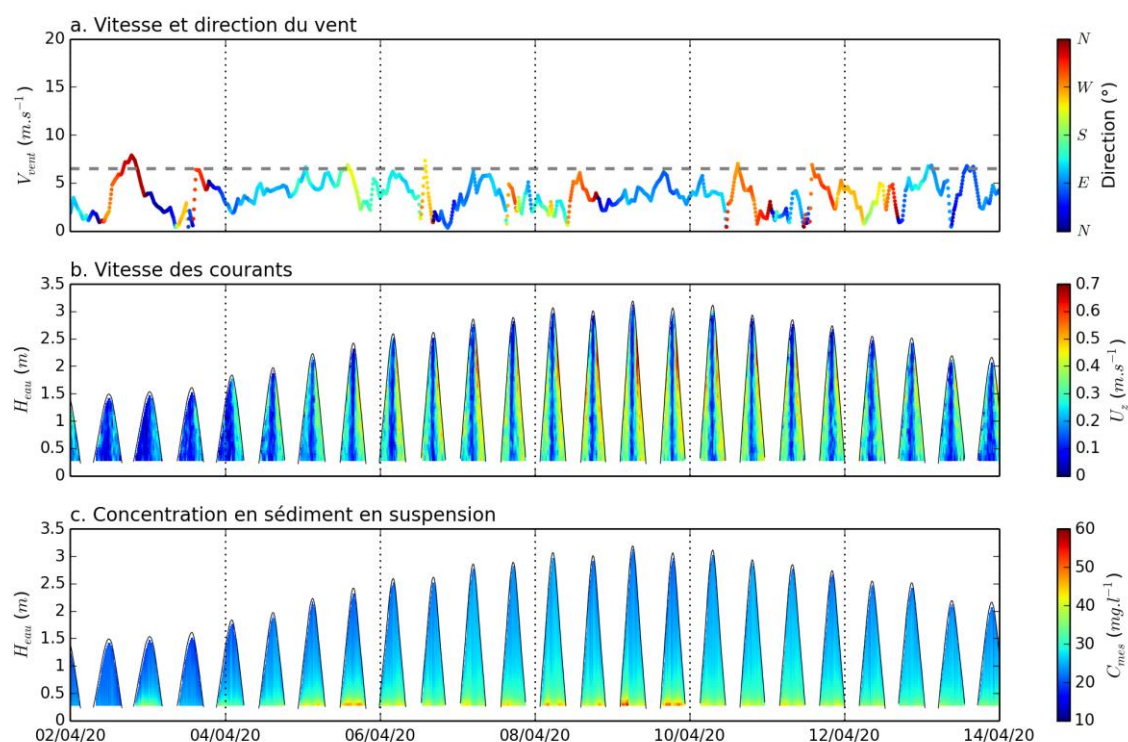 a. Vitesse et direction du vent
20
15
10
5
0
V_vent (m.s⁻¹)
N
W
S
E
N
Direction (°)
b. Vitesse des courants
3.5
3
2.5
2
1.5
1
0.5
0
H_eau (m)
0.7
0.6
0.5
0.4
0.3
0.2
0.1
0
U_z (m.s⁻¹)
c. Concentration en sédiment en suspension
3.5
3
2.5
2
1.5
1
0.5
0
H_eau (m)
60
50
40
30
20
10
C_mes (mg.l⁻¹)
02/04/20 04/04/20 06/04/20 08/04/20 10/04/20 12/04/20 14/04/20